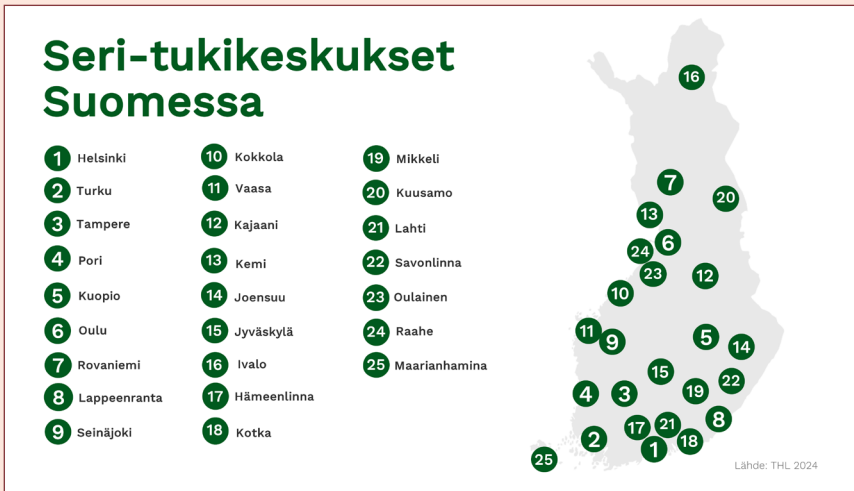 Seri-tukikeskukset
Suomessa
1 Helsinki
2 Turku
3 Tampere
4 Pori
5 Kuopio
6 Oulu
7 Rovaniemi
8 Lappeenranta
9 Seinäjoki
10 Kokkola
11 Vaasa
12 Kajaani
13 Kemi
14 Joensuu
15 Jyväskylä
16 Ivalo
17 Hämeenlinna
18 Kotka
19 Mikkeli
20 Kuusamo
21 Lahti
22 Savonlinna
23 Oulainen
24 Raahe
25 Maarianhamina
16
7
20
13
6
24
23
12
10
11
9
5
14
15
22
19
4
3
8
21
17
2
18
1
25
Lähde: THL 2024